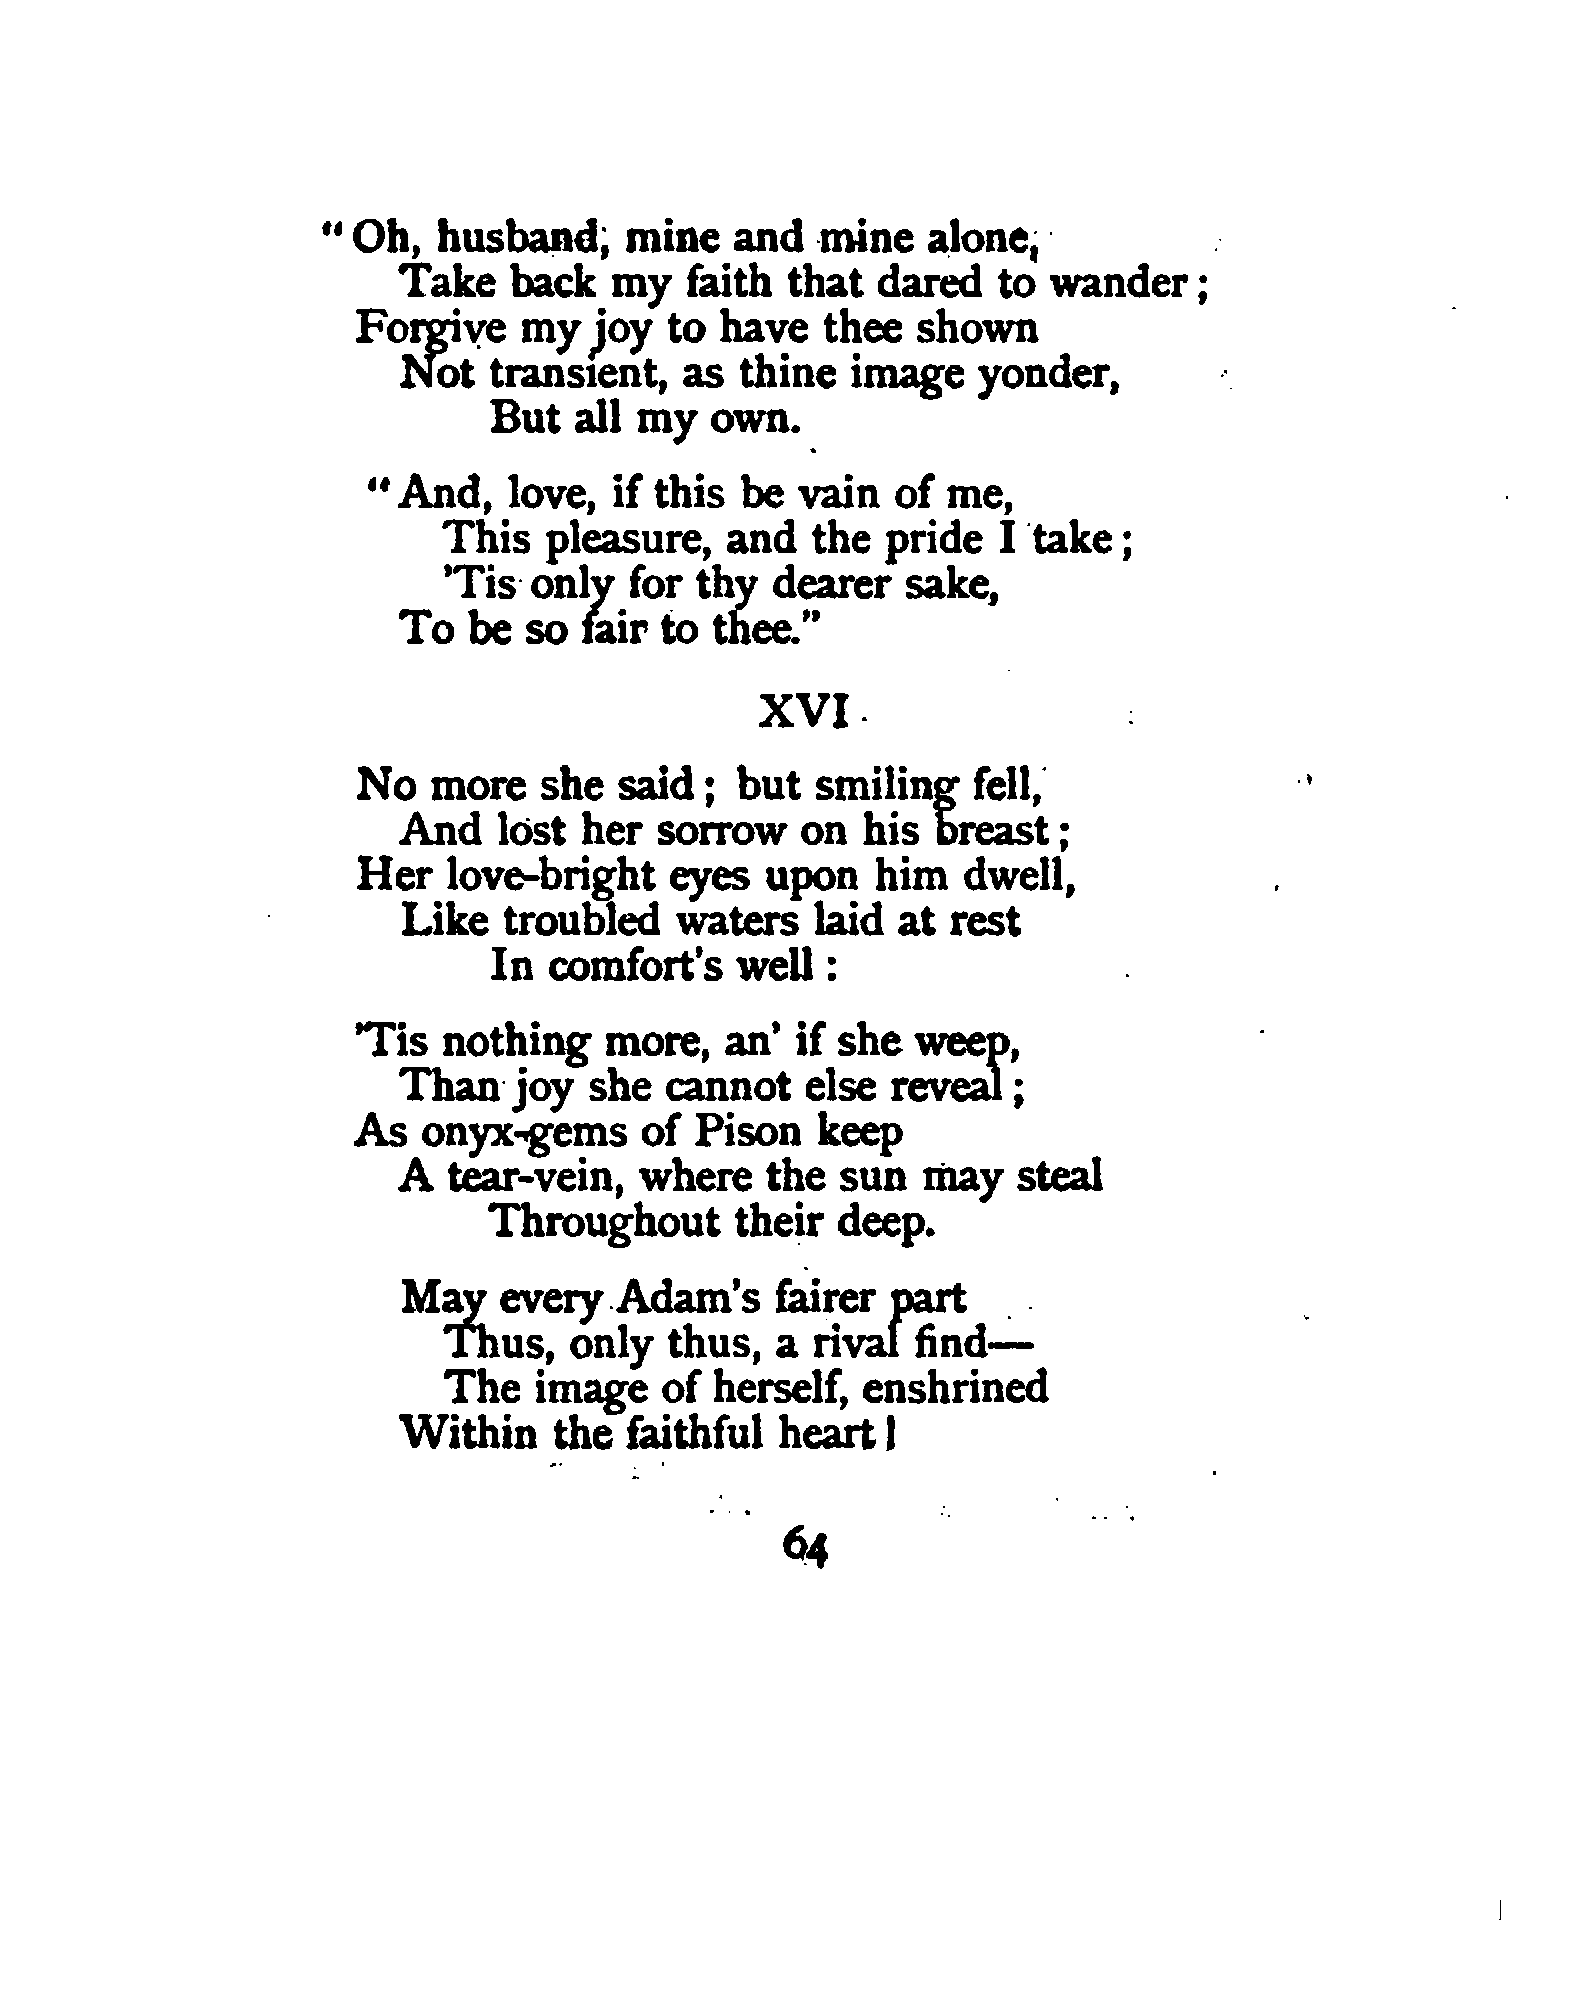 "Oh, husband, mine and mine alone,
Take back my faith that dared to wander;
Forgive my joy to have thee shown
Not transient, as thine image yonder,
But all my own.
"And, love, if this be vain of me,
This pleasure, and the pride I take;
'Tis only for thy dearer sake,
To be so fair to thee."
XVI
No more she said; but smiling fell,
And lost her sorrow on his breast;
Her love-bright eyes upon him dwell,
Like troubled waters laid at rest
In comfort's well:
'Tis nothing more, an' if she weep,
Than joy she cannot else reveal;
As onyx-gems of Pison keep
A tear-vein, where the sun may steal
Throughout their deep.
May every Adam's fairer part
Thus, only thus, a rival find—
The image of herself, enshrined
Within the faithful heart!
64